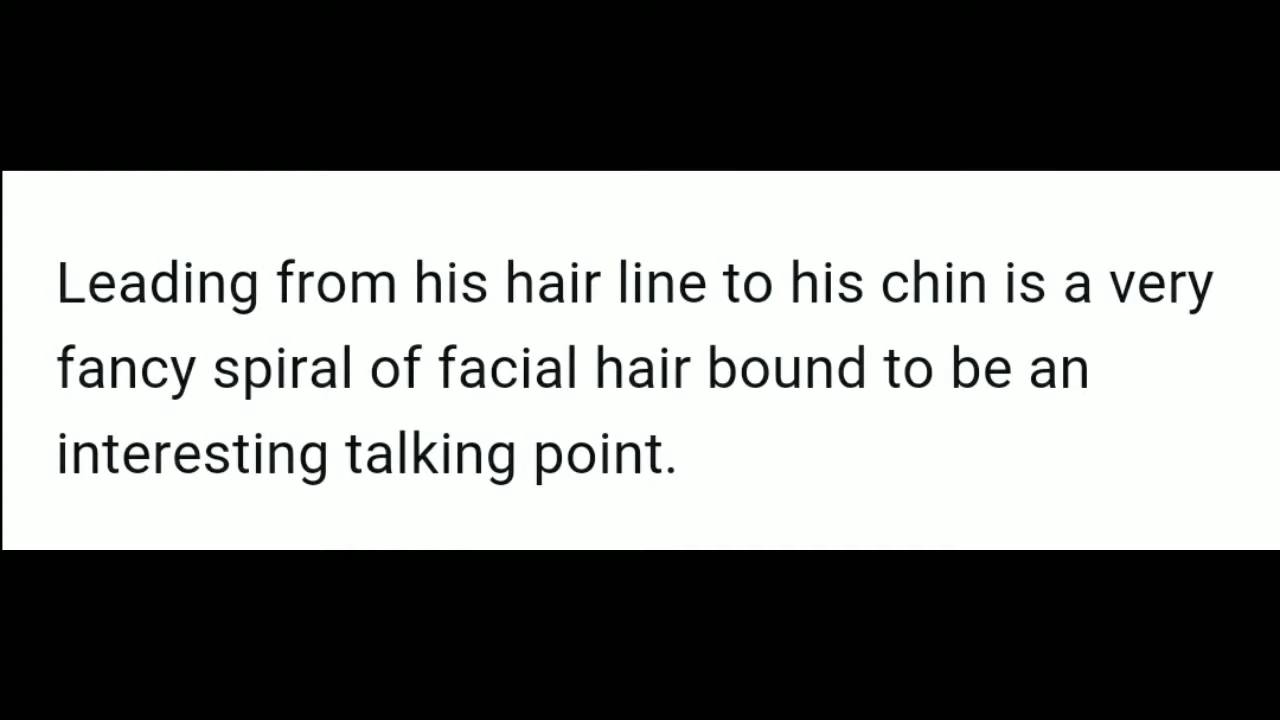 Leading from his hair line to his chin is a very
fancy spiral of facial hair bound to be an
interesting talking point.